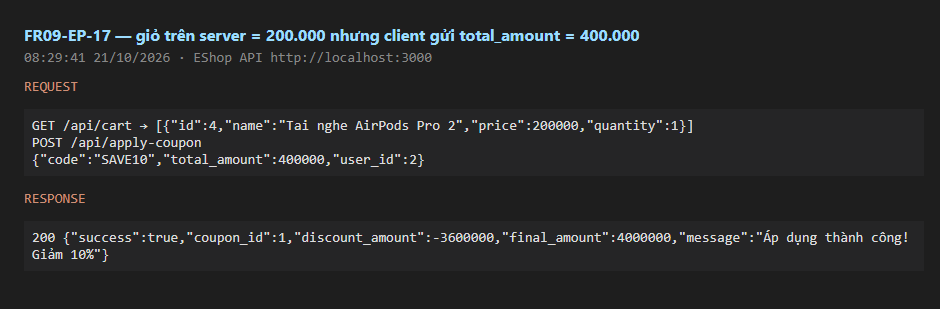 FR09-EP-17 — giỏ trên server = 200.000 nhưng client gửi total_amount = 400.000
08:29:41 21/10/2026 · EShop API http://localhost:3000
REQUEST
GET /api/cart → [{"id":4,"name":"Tai nghe AirPods Pro 2","price":200000,"quantity":1}]
POST /api/apply-coupon
{"code":"SAVE10","total_amount":400000,"user_id":2}
RESPONSE
200 {"success":true,"coupon_id":1,"discount_amount":-3600000,"final_amount":4000000,"message":"Áp dụng thành công!
Giảm 10%"}